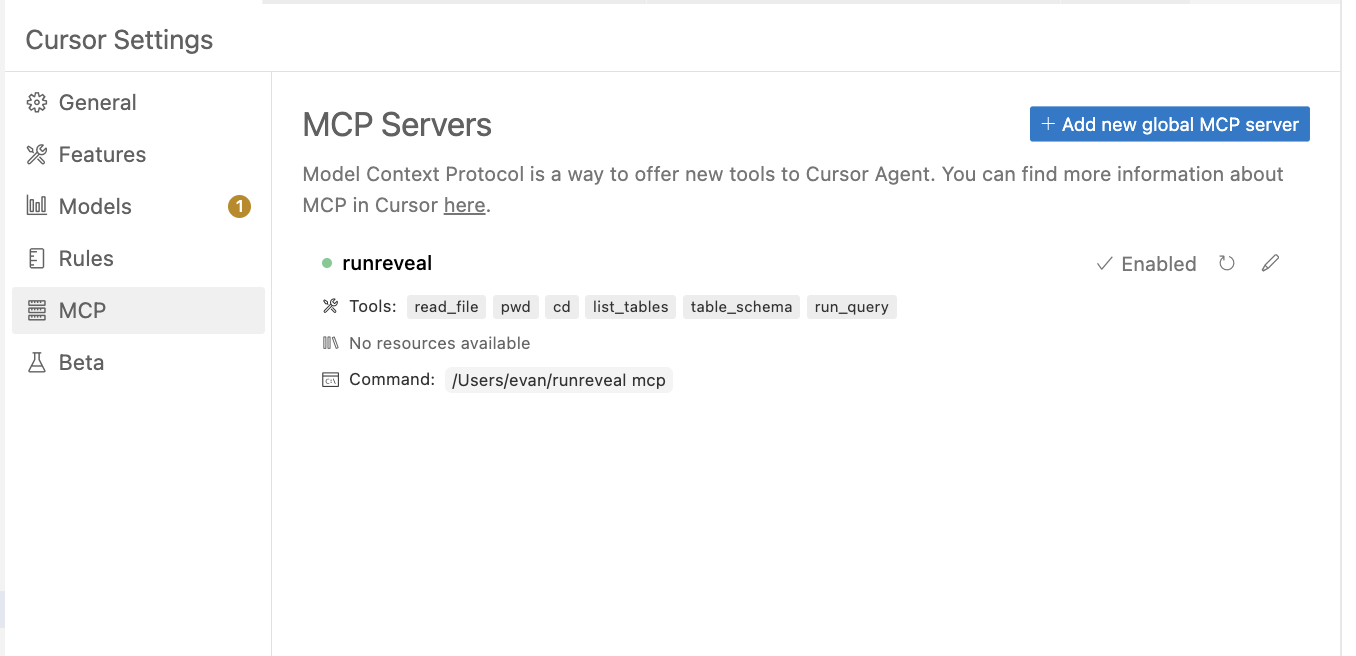 Cursor Settings
General
Features
Models 1
Rules
MCP
Beta
MCP Servers
+ Add new global MCP server
Model Context Protocol is a way to offer new tools to Cursor Agent. You can find more information about
MCP in Cursor here.
runreveal
Enabled
Tools: read_file pwd cd list_tables table_schema run_query
No resources available
Command: /Users/evan/runreveal mcp